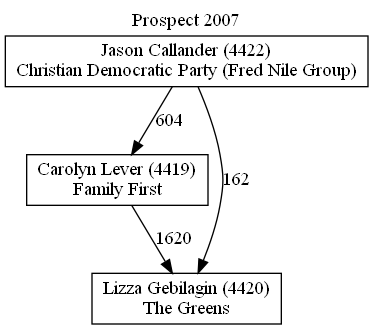 Prospect 2007
Jason Callander (4422)
Christian Democratic Party (Fred Nile Group)
604
Carolyn Lever (4419)
Family First
162
1620
Lizza Gebilagin (4420)
The Greens